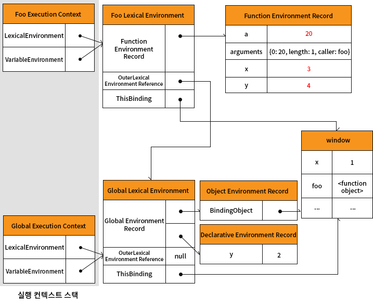 Foo Execution Context
LexicalEnvironment
VariableEnvironment
Foo Lexical Environment
Function
Environment
Record
OuterLexical
Environment Reference
ThisBinding
Function Environment Record
a
20
arguments
{0: 20, length: 1, caller: foo}
x
3
y
4
window
x
1
foo
<function
object>
...
...
Global Lexical Environment
Global Environment
Record
OuterLexical
Environment Reference
null
ThisBinding
Object Environment Record
BindingObject
Declarative Environment Record
y
2
Global Execution Context
LexicalEnvironment
VariableEnvironment
실행 컨텍스트 스택